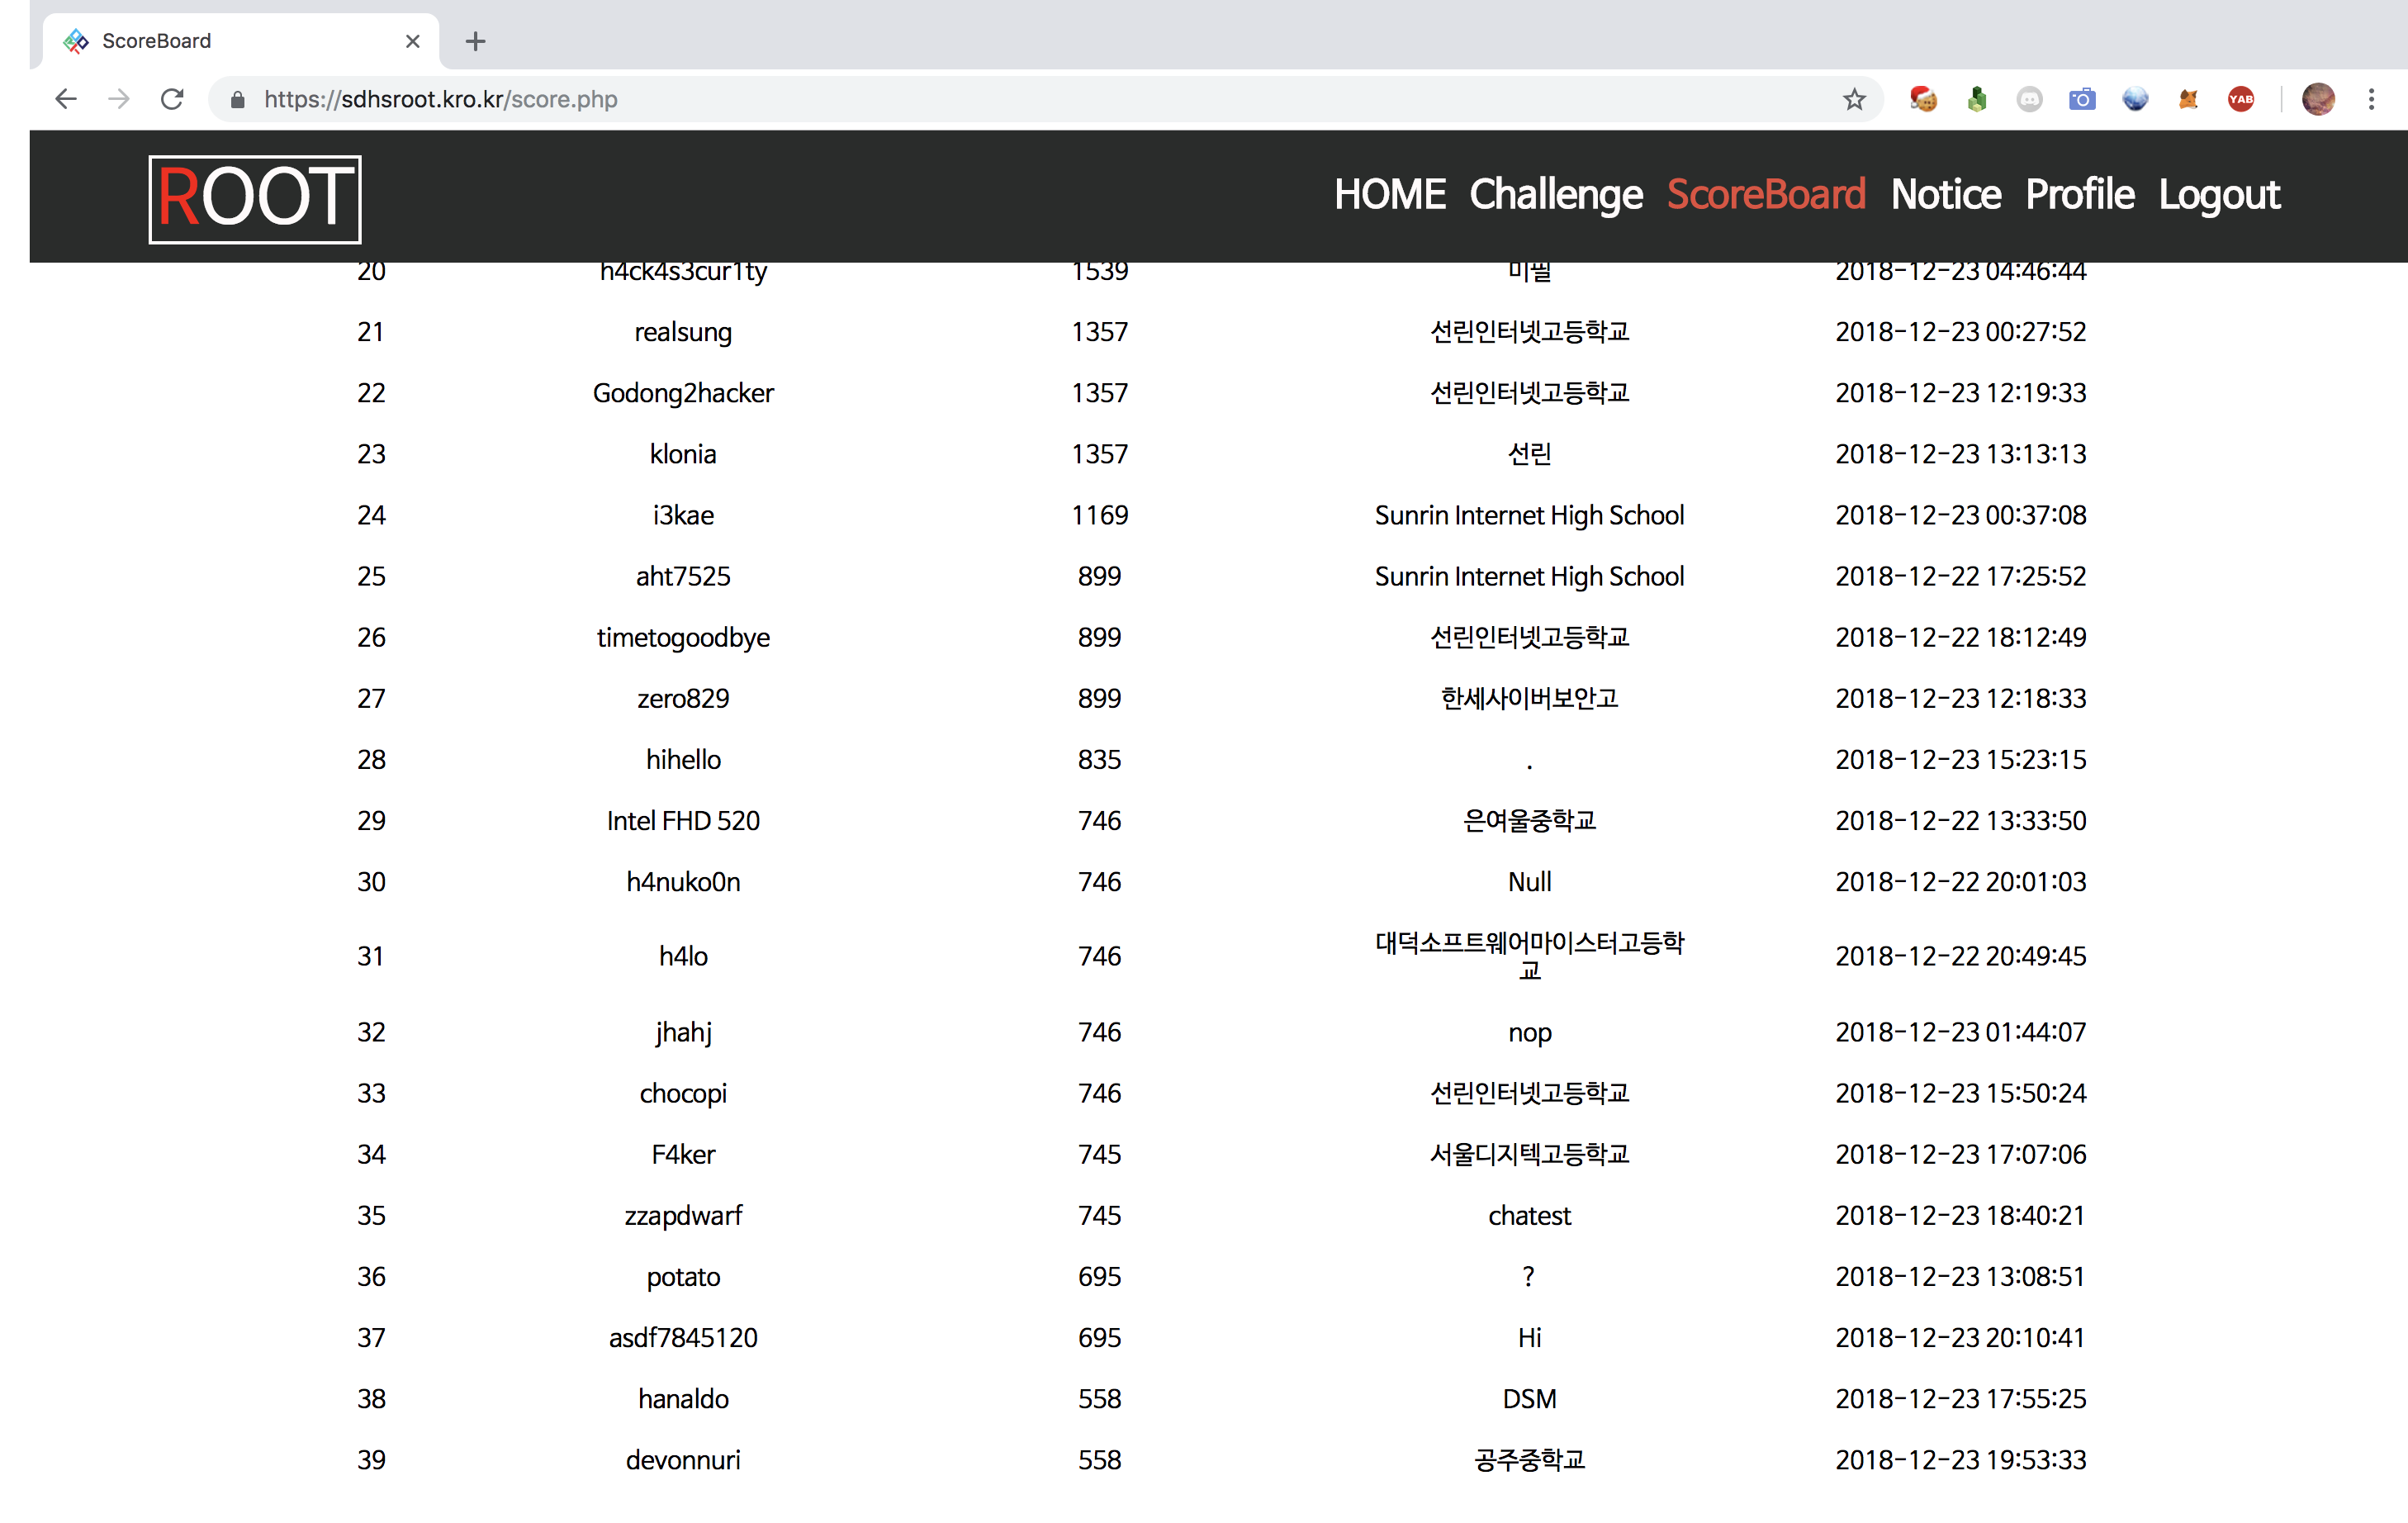 ScoreBoard
https://sdhsroot.kro.kr/score.php
YAB
ROOT
HOME Challenge ScoreBoard Notice Profile Logout
20 h4ck4s3cur1ty 1539 미필 2018-12-23 04:46:44
21 realsung 1357 선린인터넷고등학교 2018-12-23 00:27:52
22 Godong2hacker 1357 선린인터넷고등학교 2018-12-23 12:19:33
23 klonia 1357 선린 2018-12-23 13:13:13
24 i3kae 1169 Sunrin Internet High School 2018-12-23 00:37:08
25 aht7525 899 Sunrin Internet High School 2018-12-22 17:25:52
26 timetogoodbye 899 선린인터넷고등학교 2018-12-22 18:12:49
27 zero829 899 한세사이버보안고 2018-12-23 12:18:33
28 hihello 835 . 2018-12-23 15:23:15
29 Intel FHD 520 746 은여울중학교 2018-12-22 13:33:50
30 h4nuko0n 746 Null 2018-12-22 20:01:03
31 h4lo 746 대덕소프트웨어마이스터고등학 2018-12-22 20:49:45
교
32 jhahj 746 nop 2018-12-23 01:44:07
33 chocopi 746 선린인터넷고등학교 2018-12-23 15:50:24
34 F4ker 745 서울디지텍고등학교 2018-12-23 17:07:06
35 zzapdwarf 745 chatest 2018-12-23 18:40:21
36 potato 695 ? 2018-12-23 13:08:51
37 asdf7845120 695 Hi 2018-12-23 20:10:41
38 hanaldo 558 DSM 2018-12-23 17:55:25
39 devonnuri 558 공주중학교 2018-12-23 19:53:33